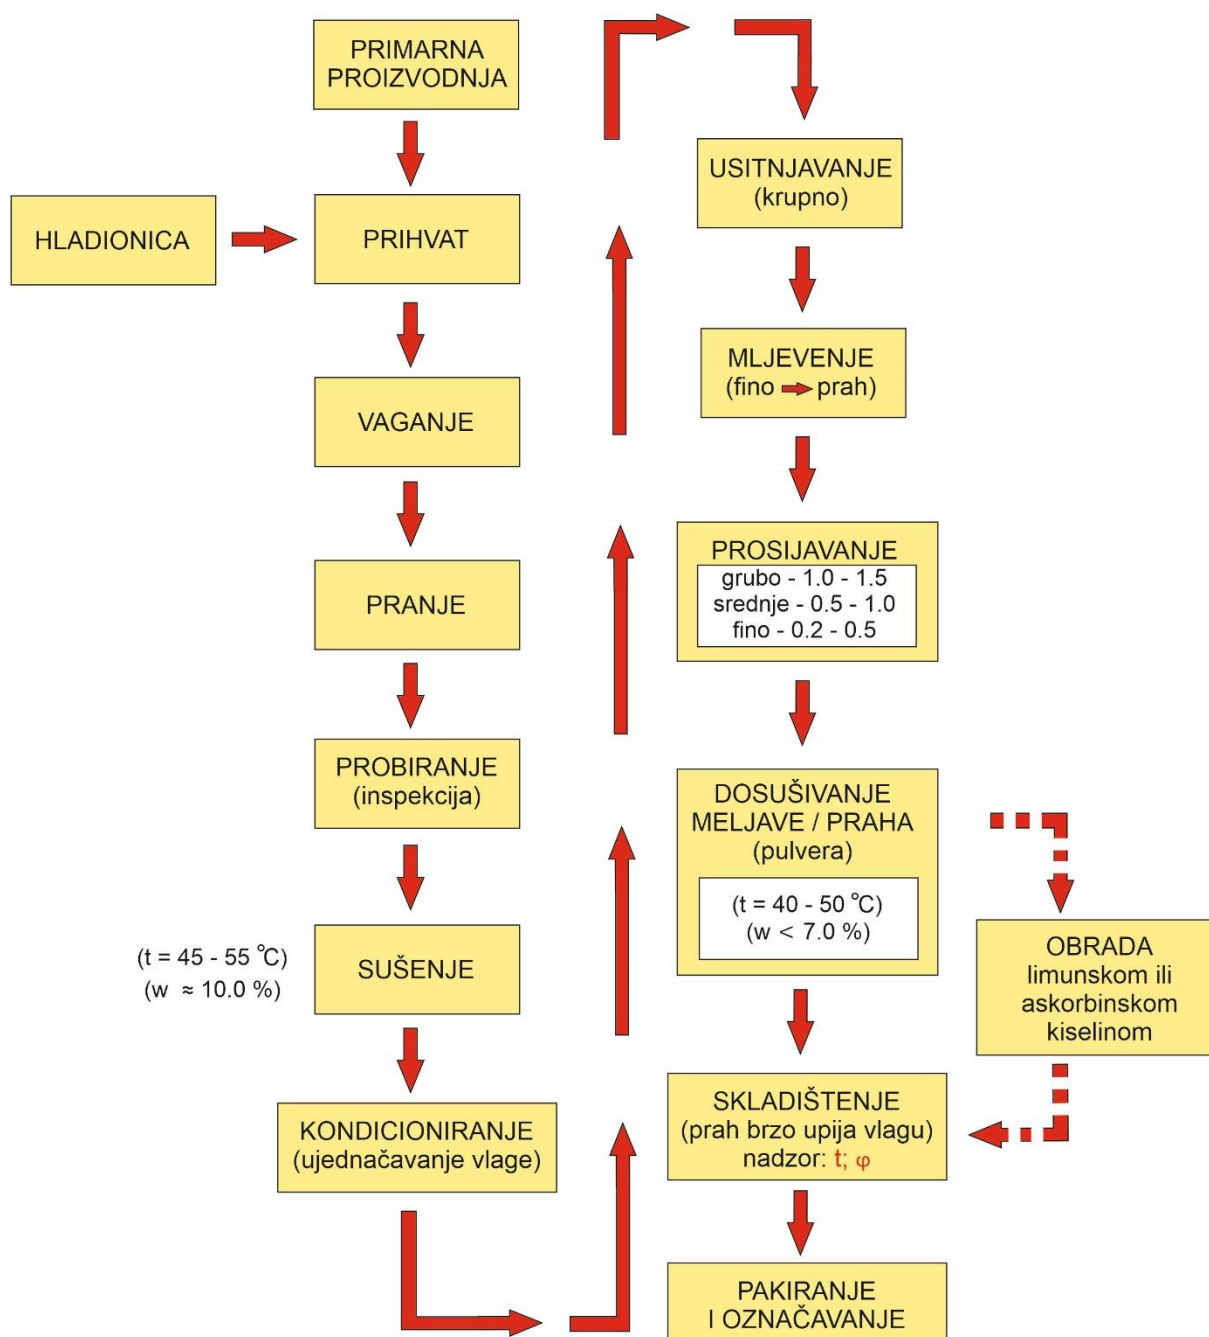 PRIMARNA
PROIZVODNJA
HLADIONICA
PRIHVAT
VAGANJE
PRANJE
PROBIRANJE
(inspekcija)
(t = 45 - 55 °C)
(w ≈ 10.0 %)
SUŠENJE
KONDICIONIRANJE
(ujednačavanje vlage)
USITNJAVANJE
(krupno)
MLJEVENJE
(fino → prah)
PROSIJAVANJE
grubo - 1.0 - 1.5
srednje - 0.5 - 1.0
fino - 0.2 - 0.5
DOSUŠIVANJE
MELJAVE / PRAHA
(pulvera)
(t = 40 - 50 °C)
(w < 7.0 %)
OBRADA
limunskom ili
askorbinskom
kiselinom
SKLADIŠTENJE
(prah brzo upija vlagu)
nadzor: t; φ
PAKIRANJE
I OZNAČAVANJE